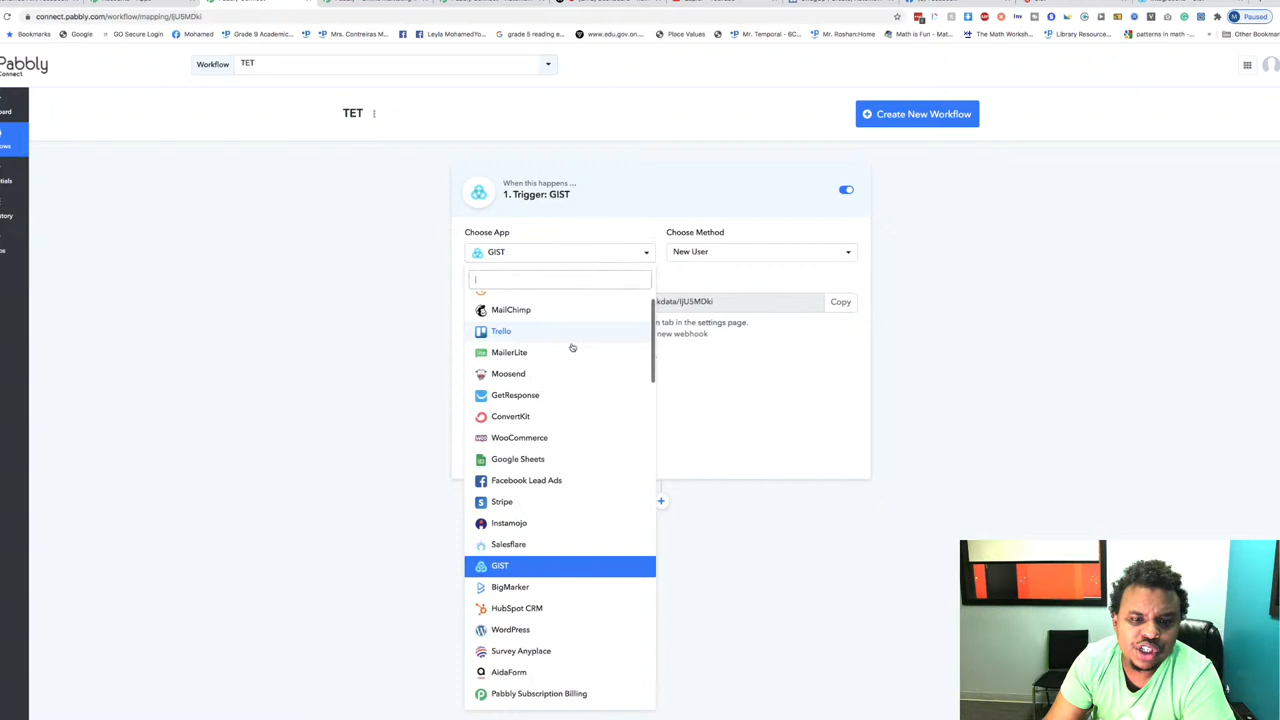 connect.pabbly.com/workflow/mapping/IjU5MDki
Paused
Bookmarks
Google
GO Secure Login
Mohamed
Grade 9 Academic...
Mrs. Contreiras M...
Leyla MohamedYo...
grade 5 reading e...
www.edu.gov.on....
Place Values
Mr. Temporal - 6C...
Mr. Roshan:Home
Math is Fun - Mat...
The Math Worksh...
Library Resource...
patterns in math...
Other Bookmar
Pabbly
Connect
Workflow
TET
TET
Create New Workflow
When this happens ...
1. Trigger: GIST
Choose App
Choose Method
GIST
New User
kdata/IjU5MDki
Copy
n tab in the settings page.
new webhook
MailChimp
Trello
MailerLite
Moosend
GetResponse
ConvertKit
WooCommerce
Google Sheets
Facebook Lead Ads
Stripe
Instamojo
Salesflare
GIST
BigMarker
HubSpot CRM
WordPress
Survey Anyplace
AidaForm
Pabbly Subscription Billing